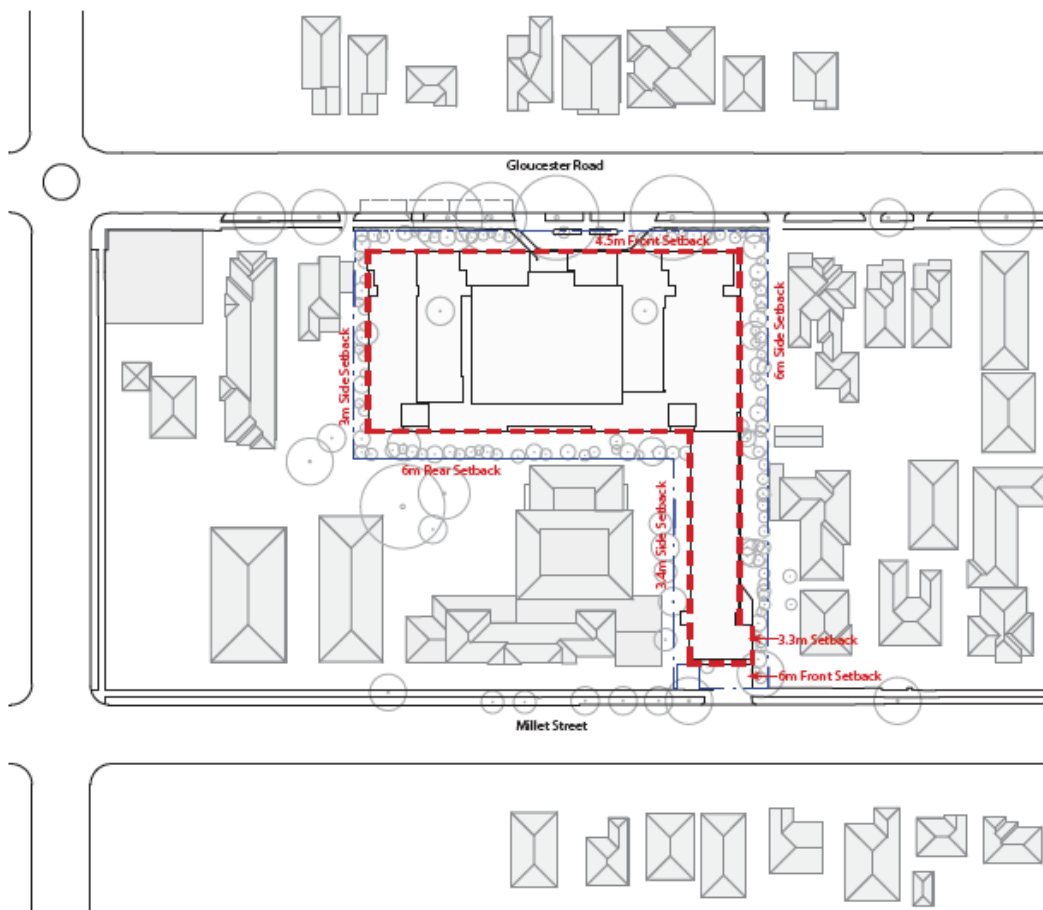 Gloucester Road
4.5m Front Setback
3m Side Setback
6m Side Setback
6m Rear Setback
3.4m Side Setback
3.3m Setback
6m Front Setback
Millet Street